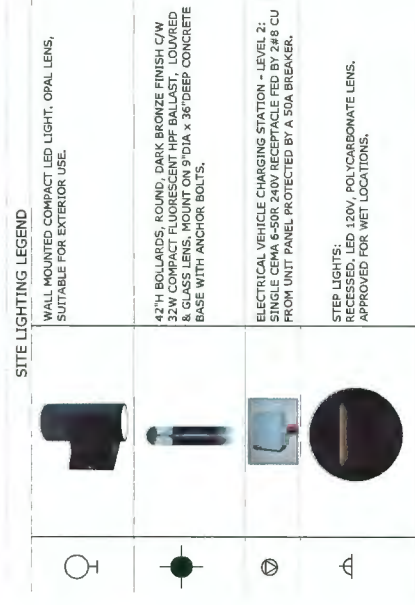 SITE LIGHTING LEGEND
WALL MOUNTED COMPACT LED LIGHT, OPAL LENS,
SUITABLE FOR EXTERIOR USE.
42"H BOLLARDS, ROUND, DARK BRONZE FINISH C/W
32W COMPACT FLUORESCENT HPF BALLAST, LOUVRED
& GLASS LENS, MOUNT ON 9"DIA x 36"DEEP CONCRETE
BASE WITH ANCHOR BOLTS.
ELECTRICAL VEHICLE CHARGING STATION - LEVEL 2:
SINGLE CEMA 6-50R 240V RECEPTACLE FED BY 2#8 CU
FROM UNIT PANEL PROTECTED BY A 50A BREAKER.
STEP LIGHTS:
RECESSED, LED 120V, POLYCARBONATE LENS,
APPROVED FOR WET LOCATIONS.